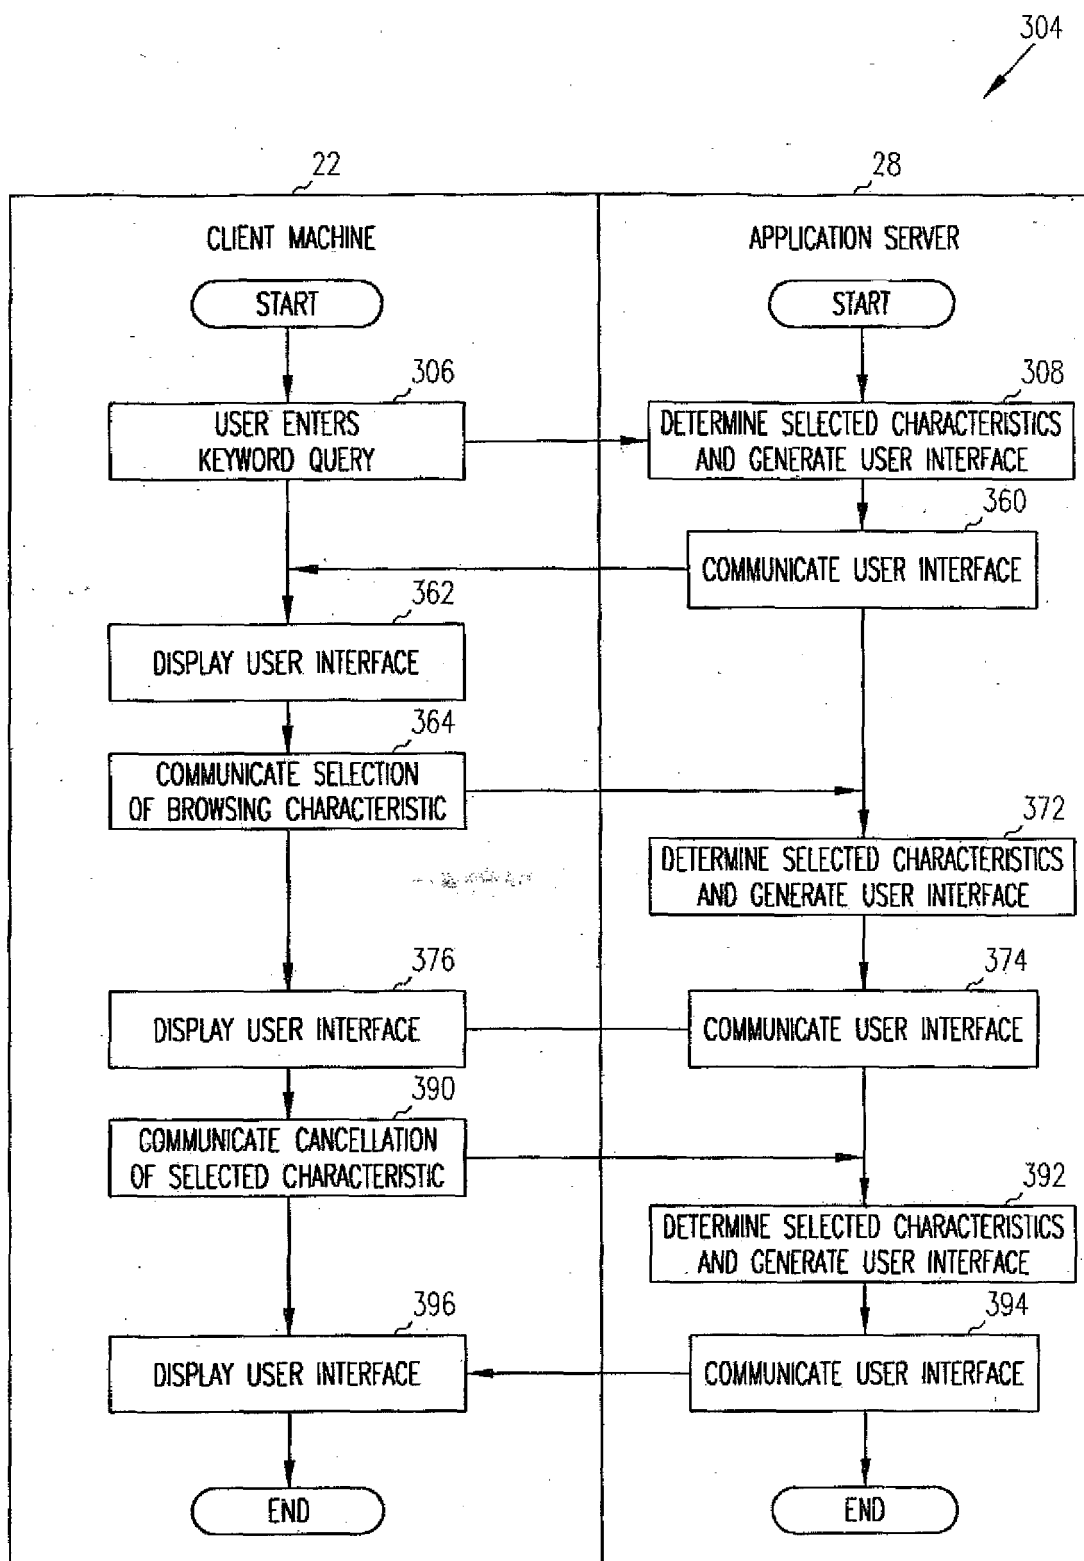 304
22
28
CLIENT MACHINE
APPLICATION SERVER
START
START
306
308
USER ENTERS
KEYWORD QUERY
DETERMINE SELECTED CHARACTERISTICS
AND GENERATE USER INTERFACE
360
COMMUNICATE USER INTERFACE
362
DISPLAY USER INTERFACE
364
COMMUNICATE SELECTION
OF BROWSING CHARACTERISTIC
372
DETERMINE SELECTED CHARACTERISTICS
AND GENERATE USER INTERFACE
376
374
DISPLAY USER INTERFACE
COMMUNICATE USER INTERFACE
390
COMMUNICATE CANCELLATION
OF SELECTED CHARACTERISTIC
392
DETERMINE SELECTED CHARACTERISTICS
AND GENERATE USER INTERFACE
396
394
DISPLAY USER INTERFACE
COMMUNICATE USER INTERFACE
END
END